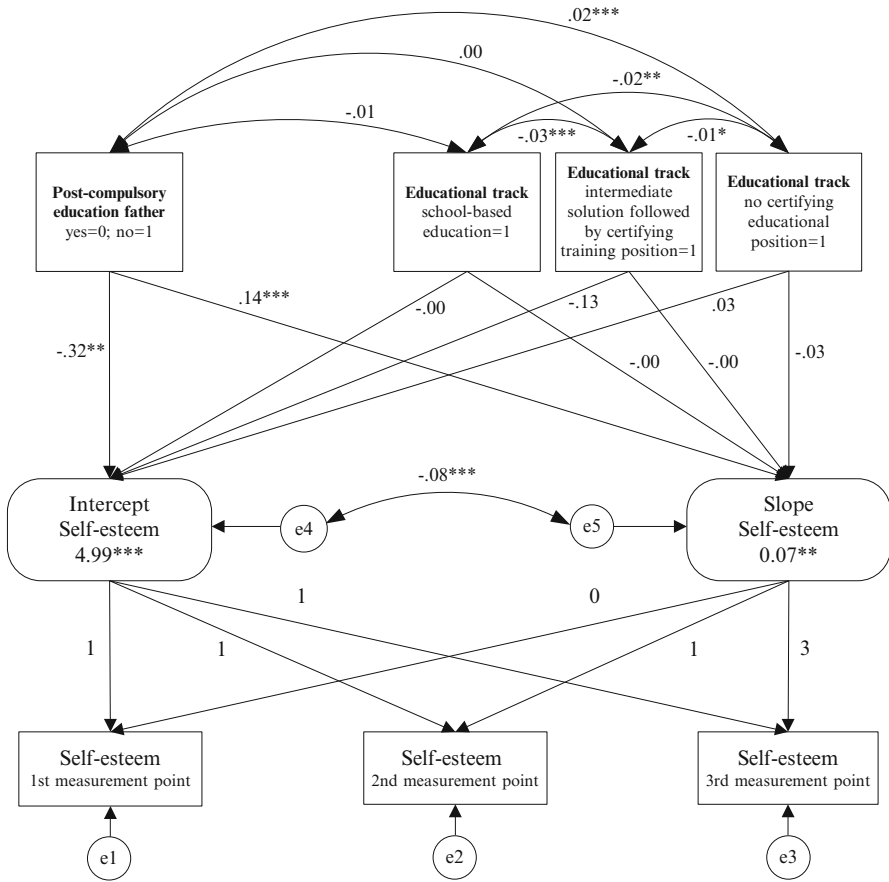 .02***
.00
-.02**
-.01
-.03***
-.01*
Post-compulsory
education father
yes=0; no=1
Educational track
school-based
education=1
Educational track
intermediate
solution followed
by certifying
training position=1
Educational track
no certifying
educational
position=1
.14***
-.00
-.13
.03
-.32**
-.00
-.00
-.03
Intercept
Self-esteem
4.99***
e4
-.08***
e5
Slope
Self-esteem
0.07**
1
0
1
1
1
3
Self-esteem
1st measurement point
Self-esteem
2nd measurement point
Self-esteem
3rd measurement point
e1
e2
e3